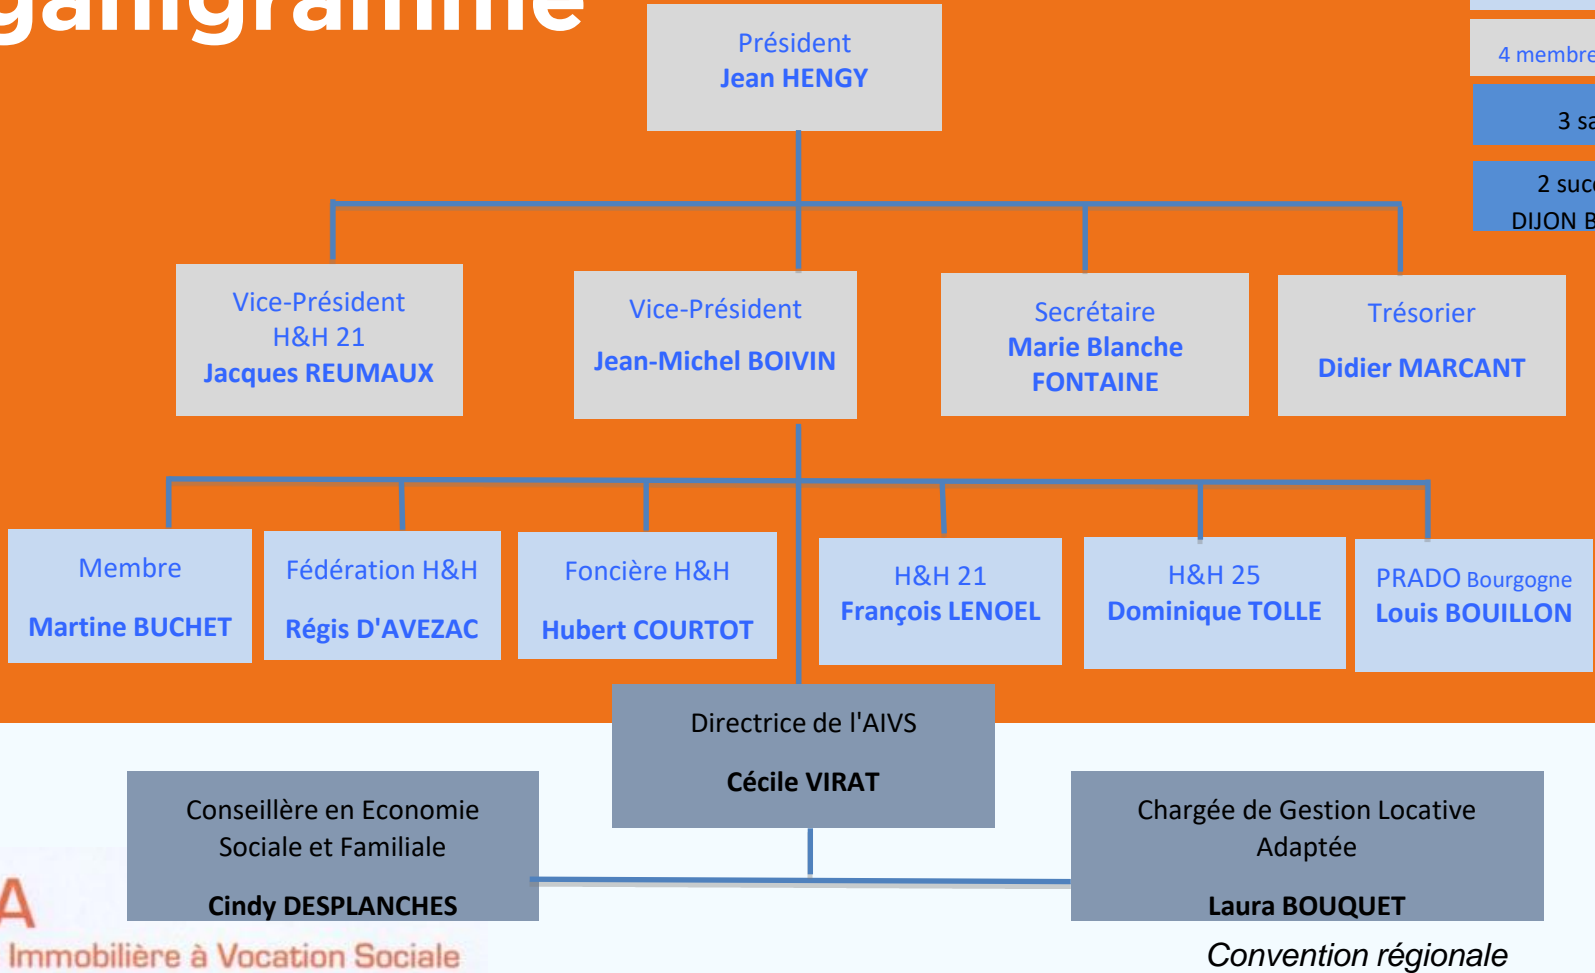 Président
Jean HENGY
4
3
2
DIJON
Vice-Président
H&H 21
Jacques REUMAUX
Vice-Président
Jean-Michel BOIVIN
Secrétaire
Marie Blanche
FONTAINE
Trésorier
Didier MARCANT
Membre
Martine BUCHET
Fédération H&H
Régis D'AVEZAC
Foncière H&H
Hubert COURTOT
H&H 21
François LENOEL
H&H 25
Dominique TOLLE
PRADO Bourgogne
Louis BOUILLON
Directrice de l'AIVS
Cécile VIRAT
Conseillère en Economie
Sociale et Familiale
Cindy DESPLANCHES
Chargée de Gestion Locative
Adaptée
Laura BOUQUET
Immobilière à Vocation Sociale
Convention régionale